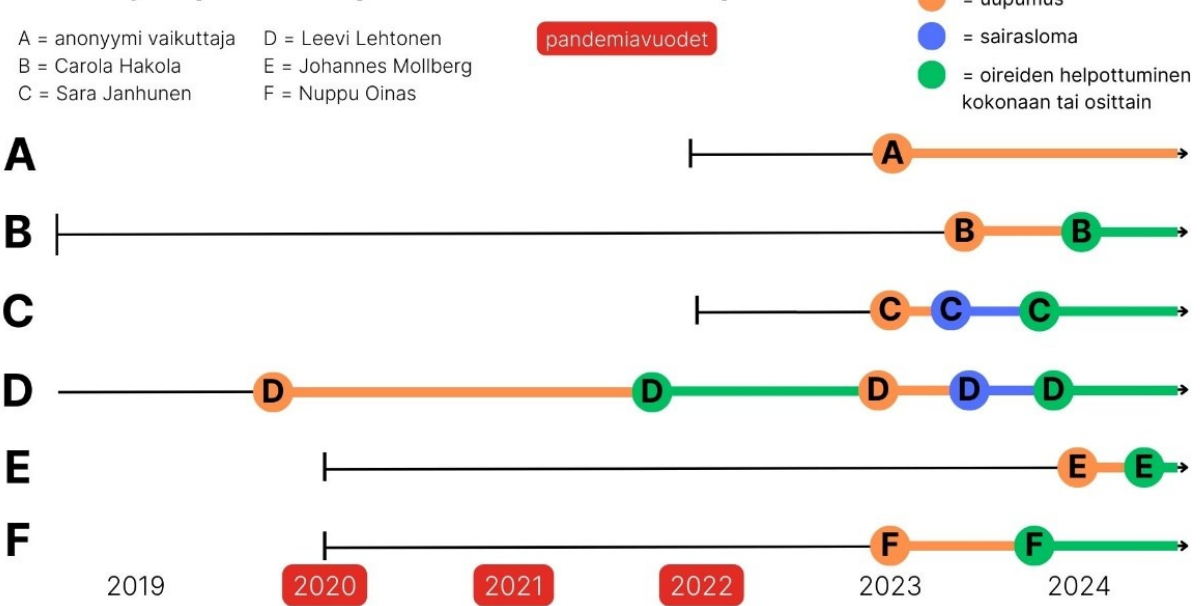 = uupumus
A = anonyymi vaikuttaja
D = Leevi Lehtonen
pandemiavuodet
= sairasloma
B = Carola Hakola
E = Johannes Mollberg
C = Sara Janhunen
F = Nuppu Oinas
= oireiden helpottuminen
kokonaan tai osittain
A A
B B B
C C C C
D D D D D D
E E E
F F F
2019 2020 2021 2022 2023 2024